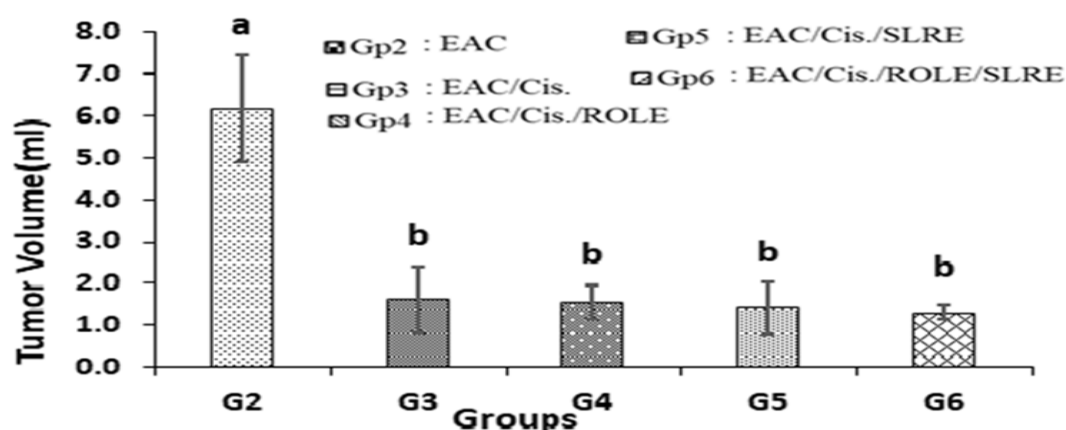 8.0
7.0
6.0
5.0
4.0
3.0
2.0
1.0
0.0
Tumor Volume(ml)
a
b
b
b
b
Gp2 : EAC
Gp3 : EAC/Cis.
Gp4 : EAC/Cis./ROLE
Gp5 : EAC/Cis./SLRE
Gp6 : EAC/Cis./ROLE/SLRE
G2 G3 G4 G5 G6
Groups